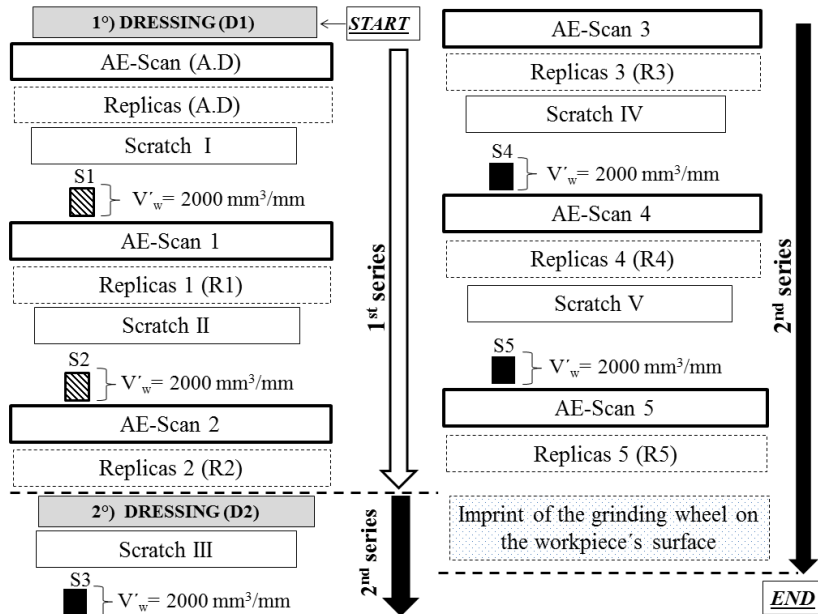 1°) DRESSING (D1)
START
AE-Scan (A.D)
Replicas (A.D)
Scratch I
S1
V´w= 2000 mm³/mm
AE-Scan 1
Replicas 1 (R1)
Scratch II
S2
V´w= 2000 mm³/mm
AE-Scan 2
Replicas 2 (R2)
1st series
2°) DRESSING (D2)
Scratch III
S3
V´w= 2000 mm³/mm
2nd series
AE-Scan 3
Replicas 3 (R3)
Scratch IV
S4
V´w= 2000 mm³/mm
AE-Scan 4
Replicas 4 (R4)
Scratch V
S5
V´w= 2000 mm³/mm
AE-Scan 5
Replicas 5 (R5)
Imprint of the grinding wheel on
the workpiece´s surface
2nd series
END